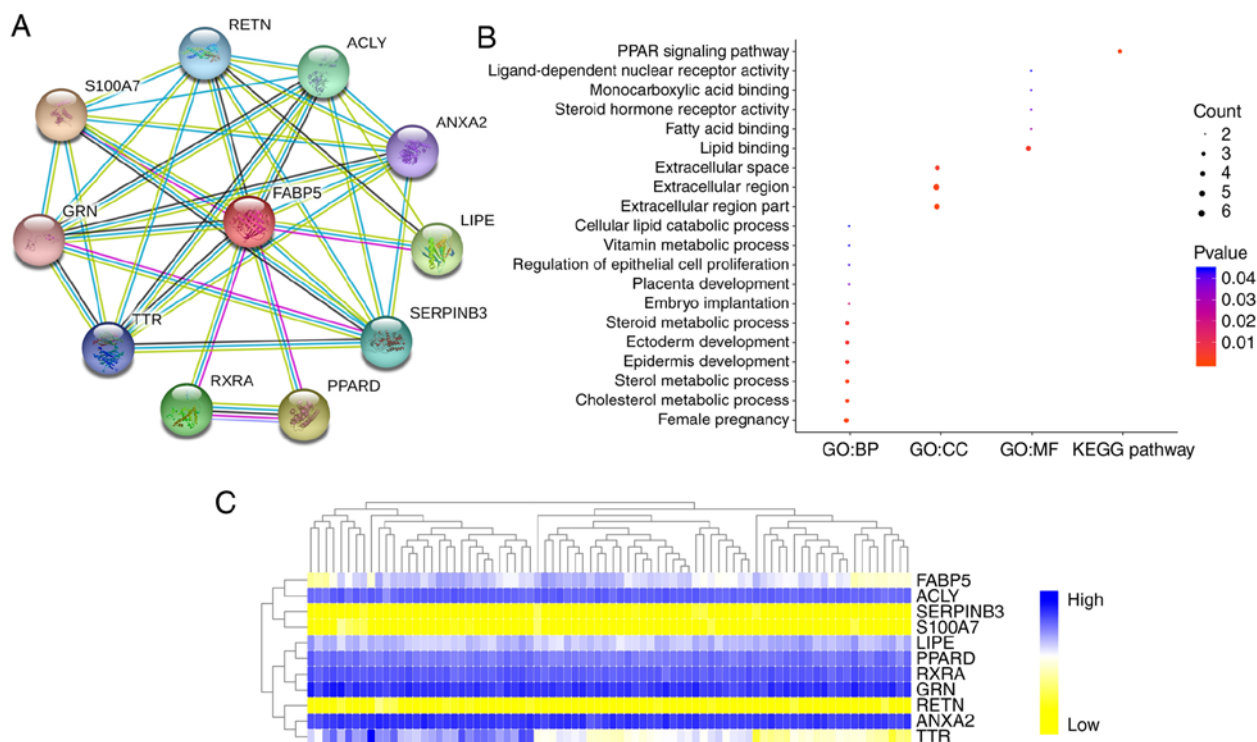 A
RETN
ACLY
S100A7
ANXA2
FABP5
GRN
LIPE
TTR
SERPINB3
RXRA
PPARD
B
PPAR signaling pathway
Ligand-dependent nuclear receptor activity
Monocarboxylic acid binding
Steroid hormone receptor activity
Fatty acid binding
Lipid binding
Extracellular space
Extracellular region
Extracellular region part
Cellular lipid catabolic process
Vitamin metabolic process
Regulation of epithelial cell proliferation
Placenta development
Embryo implantation
Steroid metabolic process
Ectoderm development
Epidermis development
Sterol metabolic process
Cholesterol metabolic process
Female pregnancy
GO:BP GO:CC GO:MF KEGG pathway
Count
2
3
4
5
6
Pvalue
0.04
0.03
0.02
0.01
C
FABP5
ACLY
SERPINB3
S100A7
LIPE
PPARD
RXRA
GRN
RETN
ANXA2
TTR
High
Low